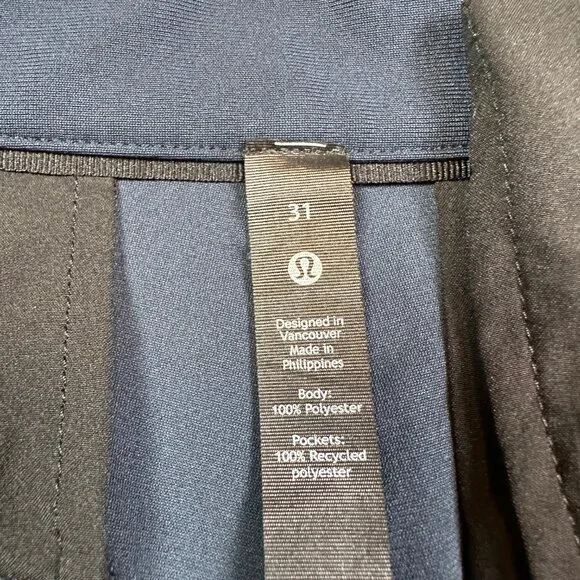 31
Designed in
Vancouver
Made in
Philippines
Body:
100% Polyester
Pockets:
100% Recycled
polyester